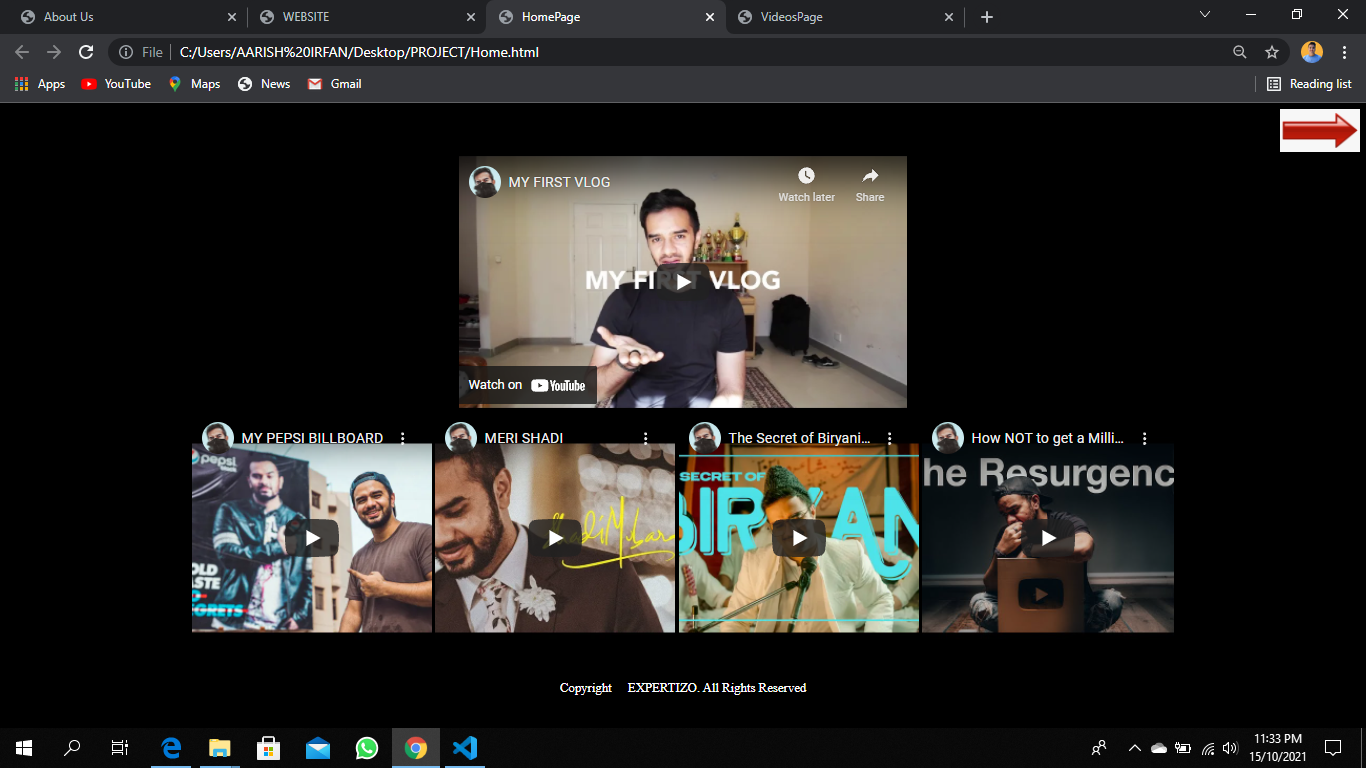 About Us
WEBSITE
HomePage
VideosPage
File
C:/Users/AARISH%20IRFAN/Desktop/PROJECT/Home.html
Apps
YouTube
Maps
News
Gmail
Reading list
MY FIRST VLOG
Watch later
Share
MY FIRST VLOG
Watch on YouTube
MY PEPSI BILLBOARD
MERI SHADI
The Secret of Biryani...
How NOT to get a Milli...
pepsi
OLD
ASTE
EGRETS
SECRET OF
BIRYAN
he Resurgenc
Copyright EXPERTIZO. All Rights Reserved
11:33 PM
15/10/2021